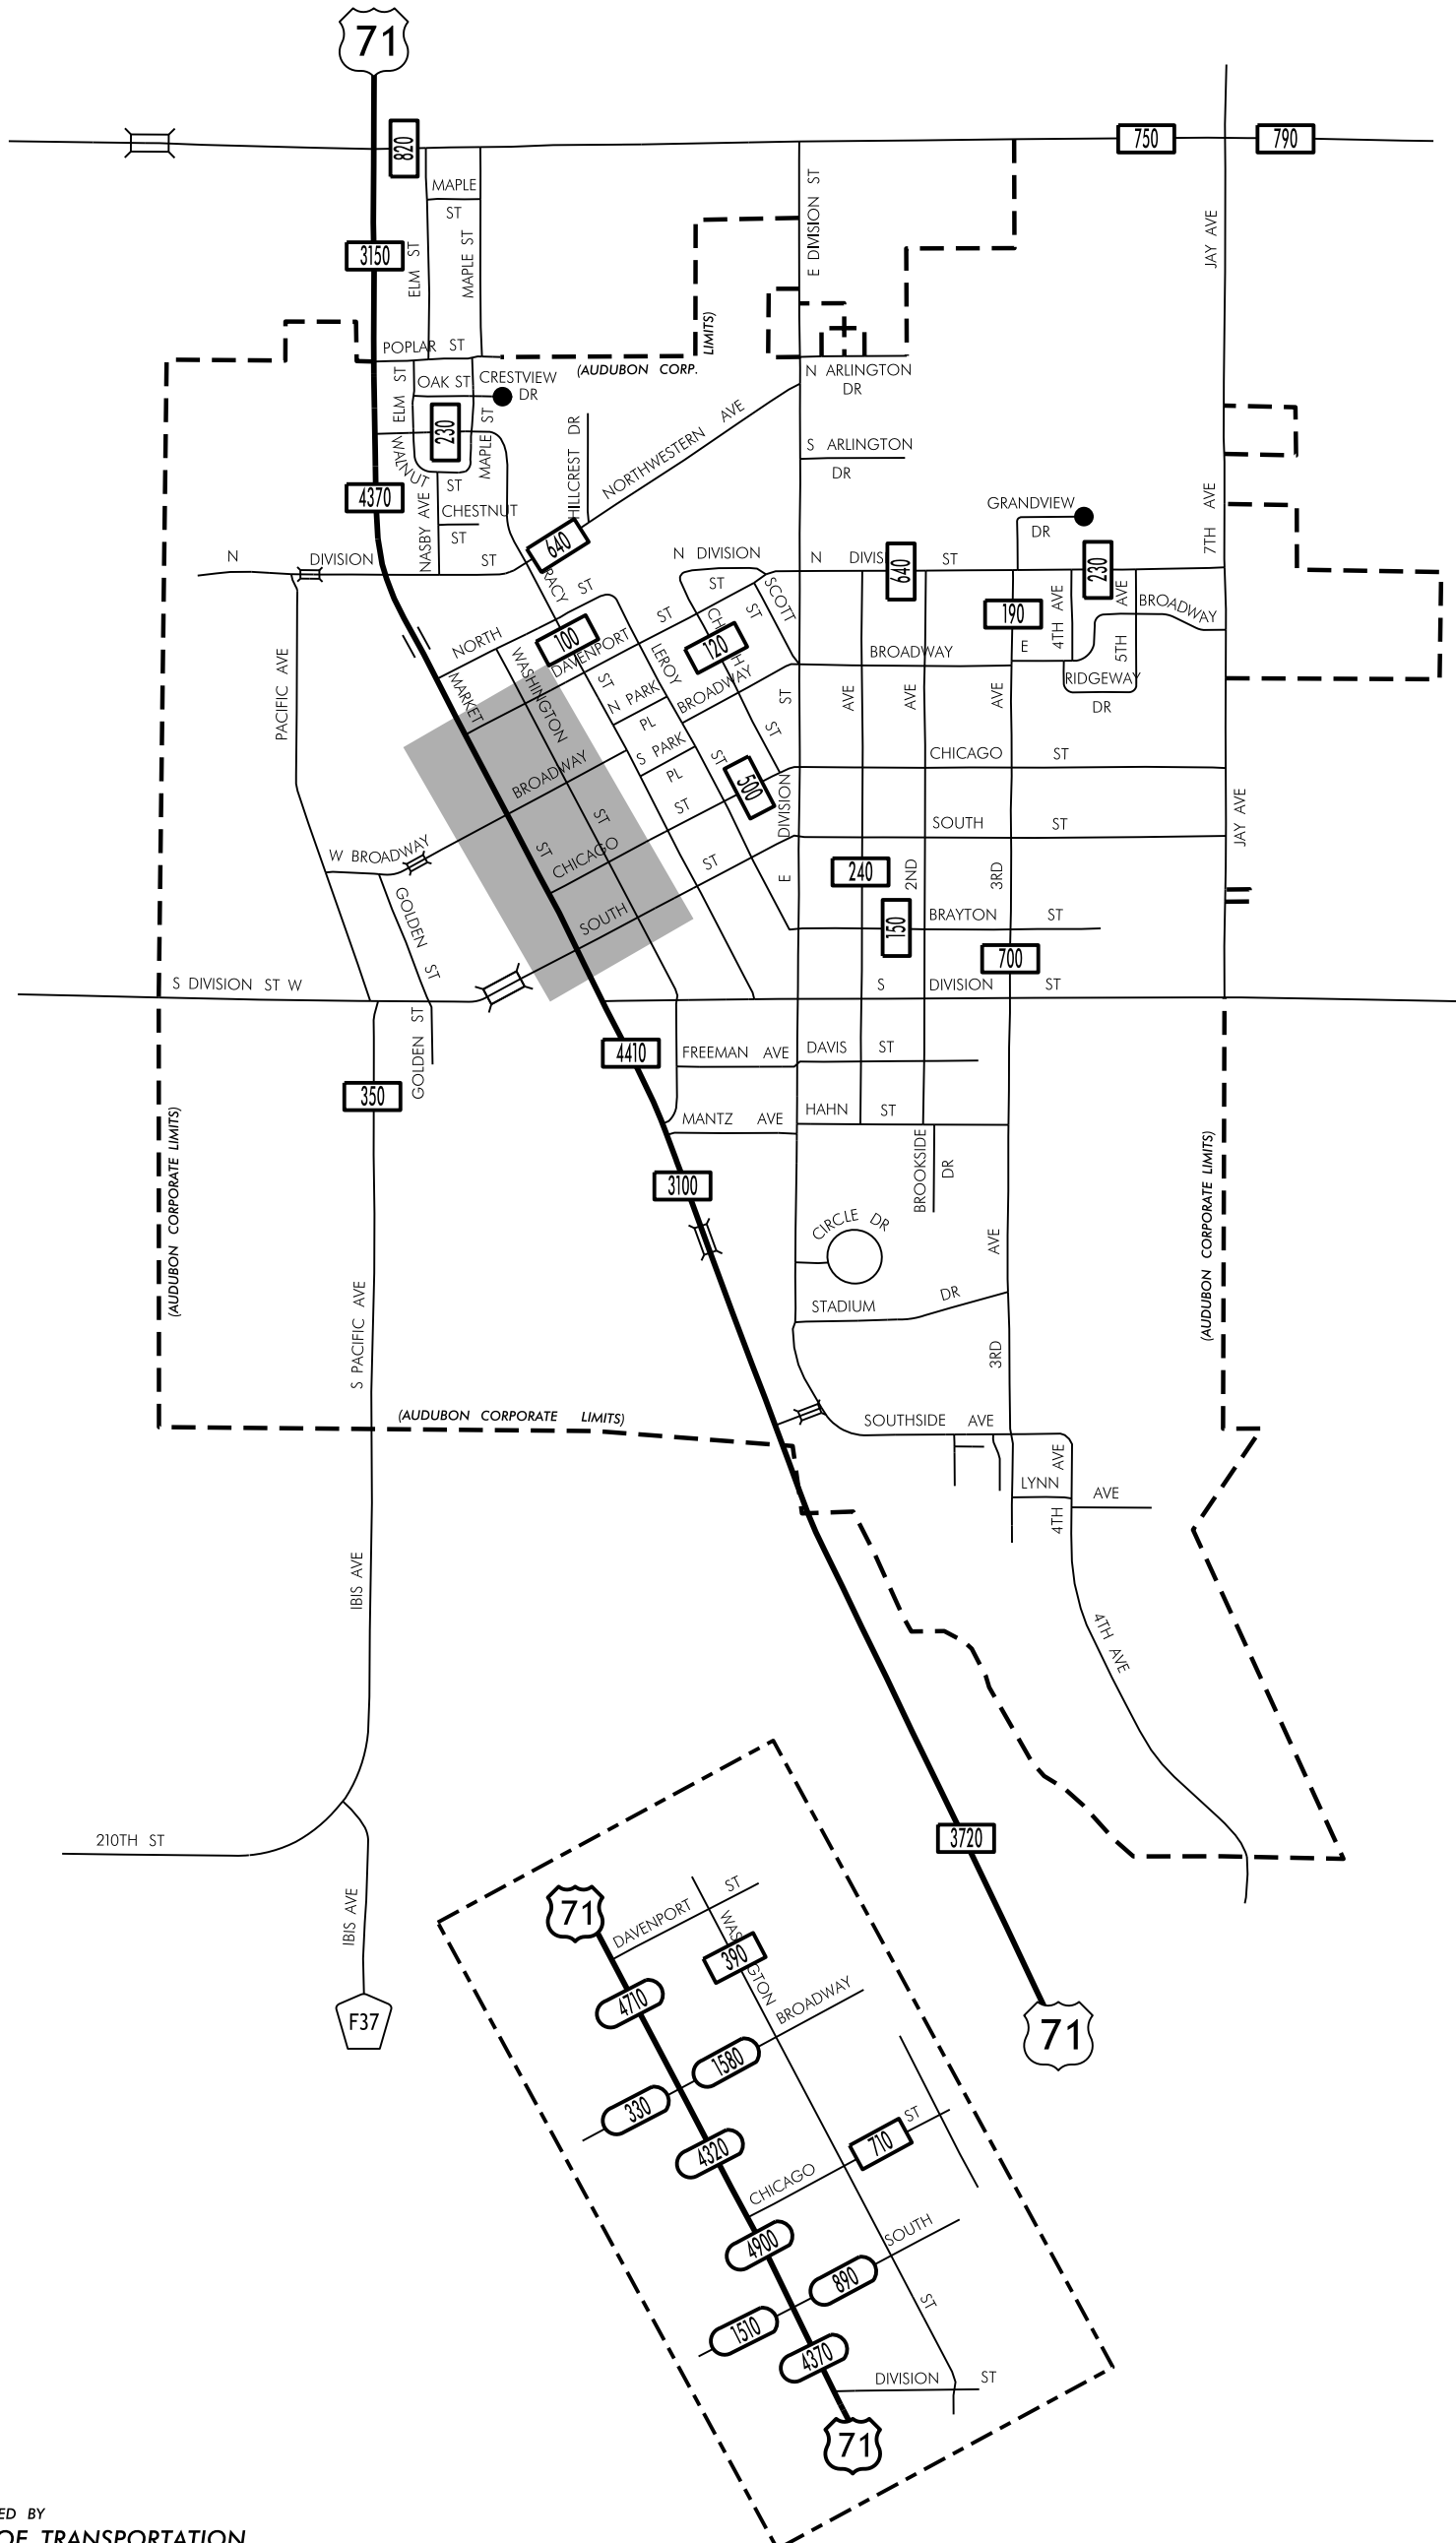 71
820
750
790
MAPLE
ST
E DIVISION ST
JAY AVE
3150
ELM ST
MAPLE ST
LIMITS)
(AUDUBON CORP.
POPLAR ST
OAK ST
CRESTVIEW
DR
N ARLINGTON
DR
ELM ST
230
MAPLE ST
HILLCREST DR
NORTHWESTERN AVE
S ARLINGTON
DR
WALNUT
ST
4370
NASBY AVE
CHESTNUT
ST
GRANDVIEW
DR
7TH AVE
640
N DIVISION ST
N DIVISION
ST
N
ST
640
230
190
4TH AVE
5TH AVE
BROADWAY
SCOTT
ST
NORTH ST
100
DAVENPORT ST
120
BROADWAY
E
RIDGEWAY
DR
PACIFIC AVE
MARKET
ST
WASHINGTON
ST
LEROY
ST
N PARK
PL
BROADWAY
ST
ST
S PARK
PL
ST
AVE
AVE
AVE
CHICAGO ST
BROADWAY
500
DIVISION
E
SOUTH ST
JAY AVE
W BROADWAY
CHICAGO
ST
240
2ND
3RD
GOLDEN ST
SOUTH
ST
150
BRAYTON ST
700
S DIVISION ST W
S DIVISION ST
GOLDEN ST
4410
FREEMAN AVE
DAVIS ST
350
MANTZ AVE
HAHN ST
(AUDUBON CORPORATE LIMITS)
(AUDUBON CORPORATE LIMITS)
3100
BROOKSIDE
DR
CIRCLE DR
AVE
STADIUM DR
S PACIFIC AVE
3RD
(AUDUBON CORPORATE LIMITS)
SOUTHSIDE AVE
4TH AVE
LYNN AVE
IBIS AVE
4TH AVE
210TH ST
3720
IBIS AVE
F37
71
71
DAVENPORT ST
390
4710
BROADWAY
1580
330
4320
CHICAGO ST
710
4900
SOUTH
890
1510
ST
4370
DIVISION ST
71
ED BY
OF TRANSPORTATION